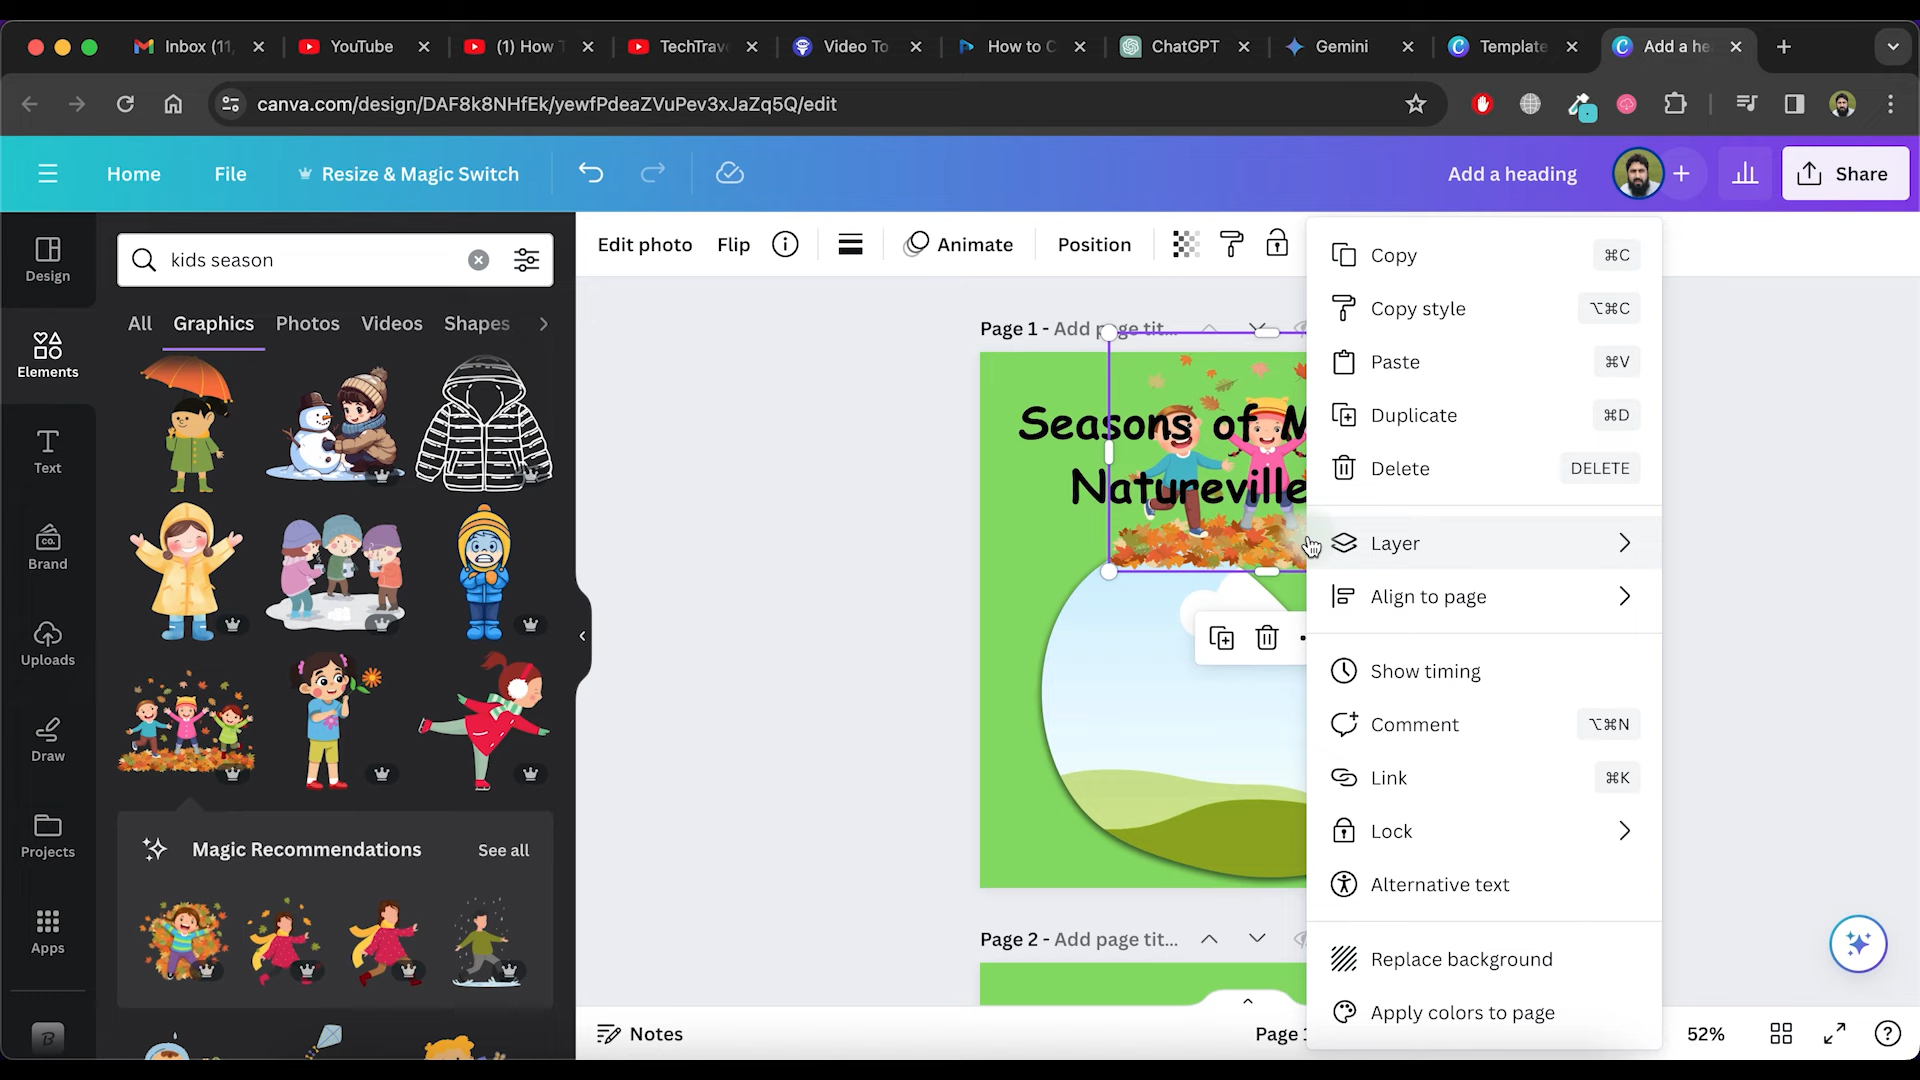 Inbox (11,
YouTube
(1) How T
TechTrav
Video To
How to C
ChatGPT
Gemini
Template
Add a he
canva.com/design/DAF8k8NHfEk/yewfPdeaZVuPev3xJaZq5Q/edit
Home
File
Resize & Magic Switch
Add a heading
Share
Design
Elements
Text
Brand
Uploads
Draw
Projects
Apps
kids season
All
Graphics
Photos
Videos
Shapes
Magic Recommendations
See all
Edit photo
Flip
Animate
Position
Page 1 - Add page tit...
Seasons of M
Natureville
Page 2 - Add page tit...
Copy ⌘C
Copy style ⌥⌘C
Paste ⌘V
Duplicate ⌘D
Delete DELETE
Layer
Align to page
Show timing
Comment ⌥⌘N
Link ⌘K
Lock
Alternative text
Replace background
Apply colors to page
Notes
Page 1
52%